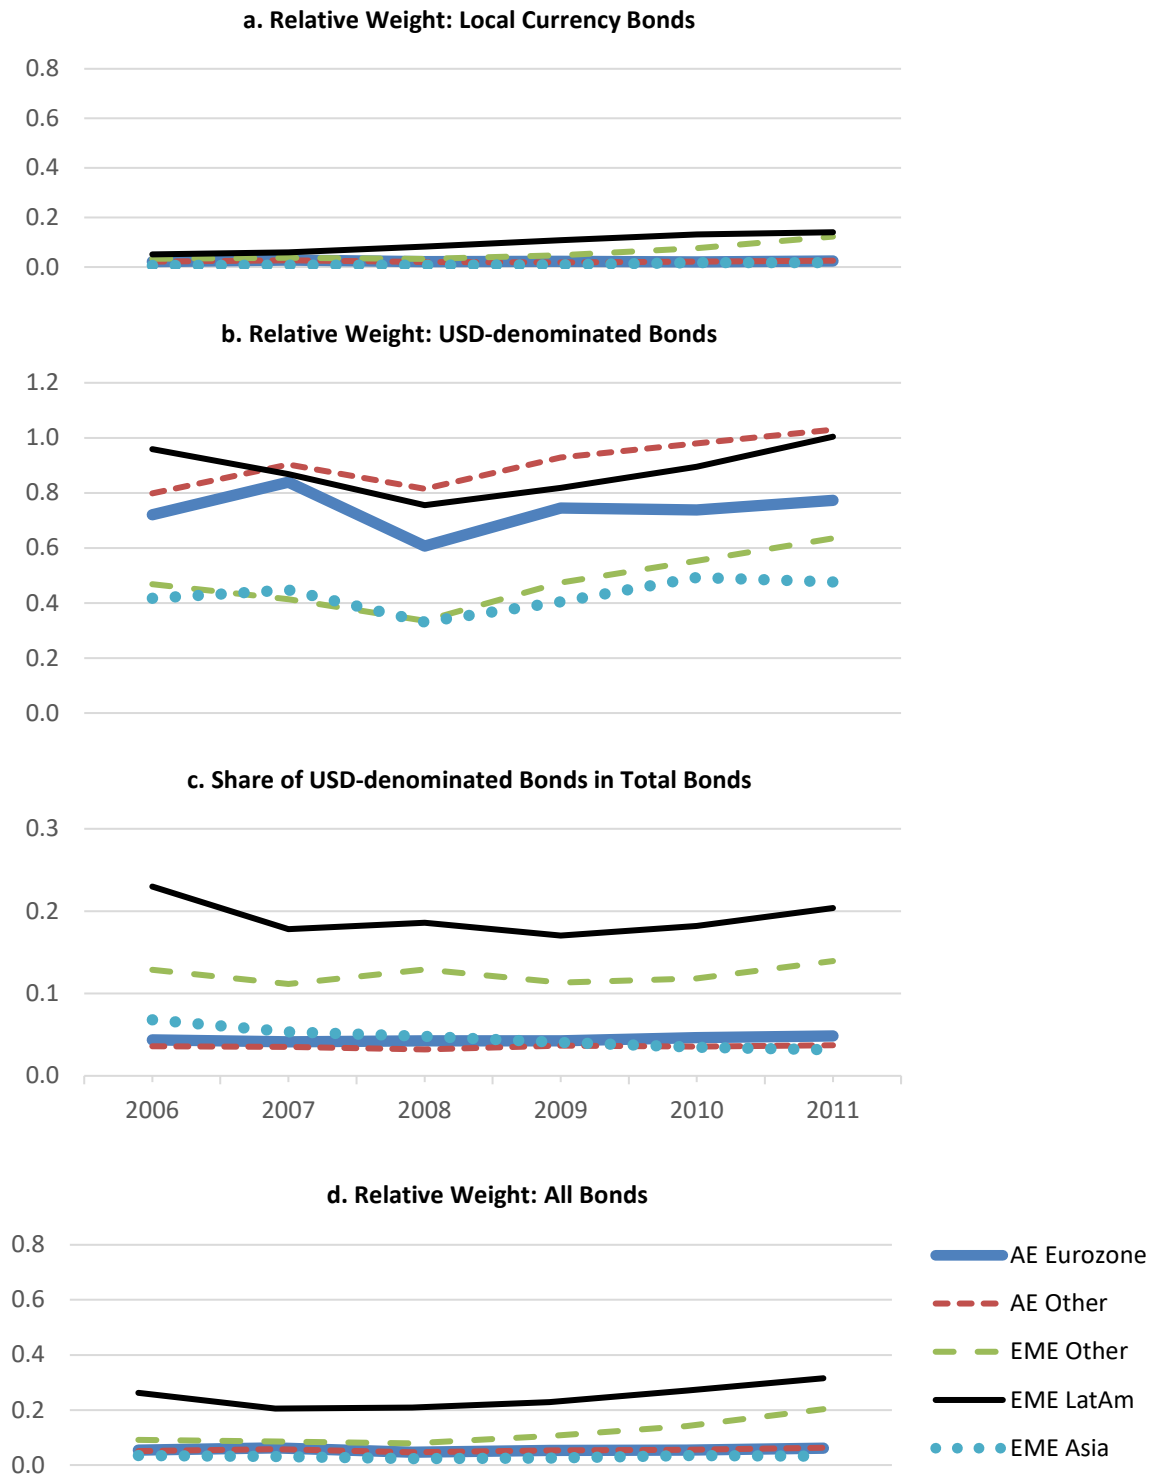 a. Relative Weight: Local Currency Bonds
0.8
0.6
0.4
0.2
0.0
b. Relative Weight: USD-denominated Bonds
1.2
1.0
0.8
0.6
0.4
0.2
0.0
c. Share of USD-denominated Bonds in Total Bonds
0.3
0.2
0.1
0.0
2006 2007 2008 2009 2010 2011
d. Relative Weight: All Bonds
0.8
0.6
0.4
0.2
0.0
AE Eurozone
AE Other
EME Other
EME LatAm
EME Asia